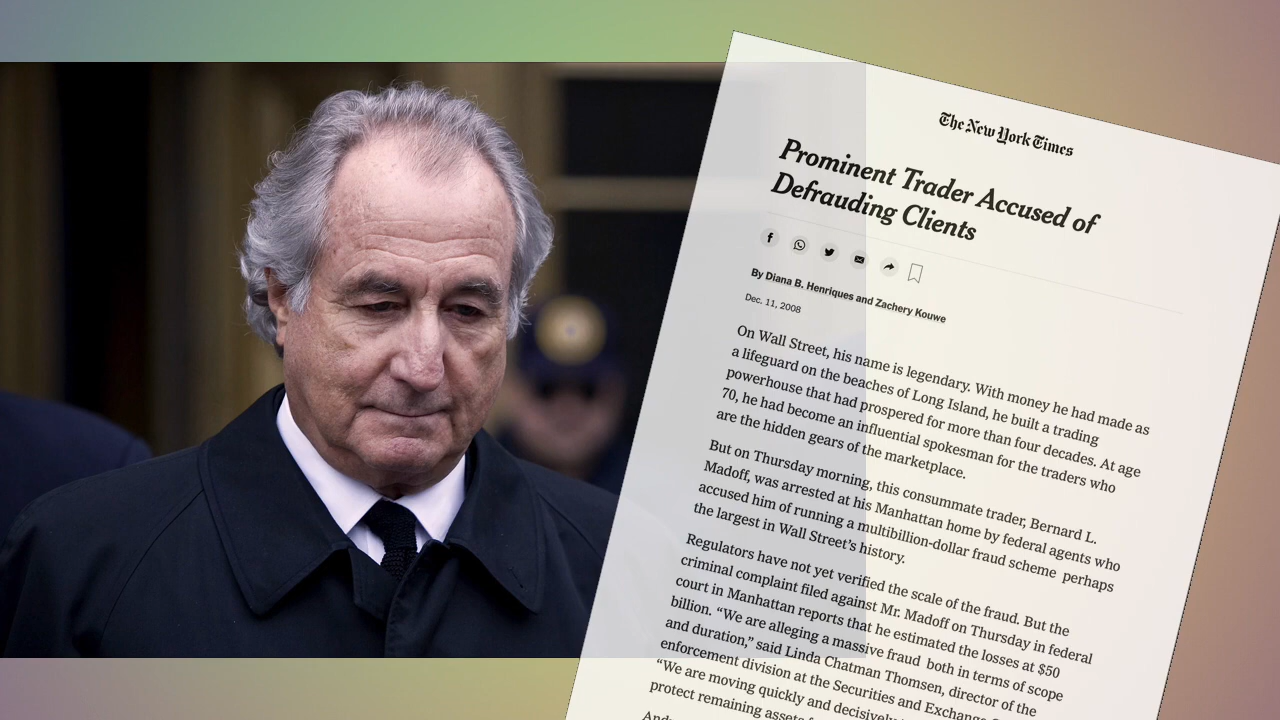 The New York Times
Prominent Trader Accused of
Defrauding Clients
By Diana B. Henriques and Zachery Kouwe
Dec. 11, 2008
On Wall Street, his name is legendary. With money he had made as
a lifeguard on the beaches of Long Island, he built a trading
powerhouse that had prospered for more than four decades. At age
70, he had become an influential spokesman for the traders who
are the hidden gears of the marketplace.
But on Thursday morning, this consummate trader, Bernard L.
Madoff, was arrested at his Manhattan home by federal agents who
accused him of running a multibillion-dollar fraud scheme perhaps
the largest in Wall Street’s history.
Regulators have not yet verified the scale of the fraud. But the
criminal complaint filed against Mr. Madoff on Thursday in federal
court in Manhattan reports that he estimated the losses at $50
billion. “We are alleging a massive fraud both in terms of scope
and duration,” said Linda Chatman Thomsen, director of the
enforcement division at the Securities and Exchange
“We are moving quickly and decisively
protect remaining assets